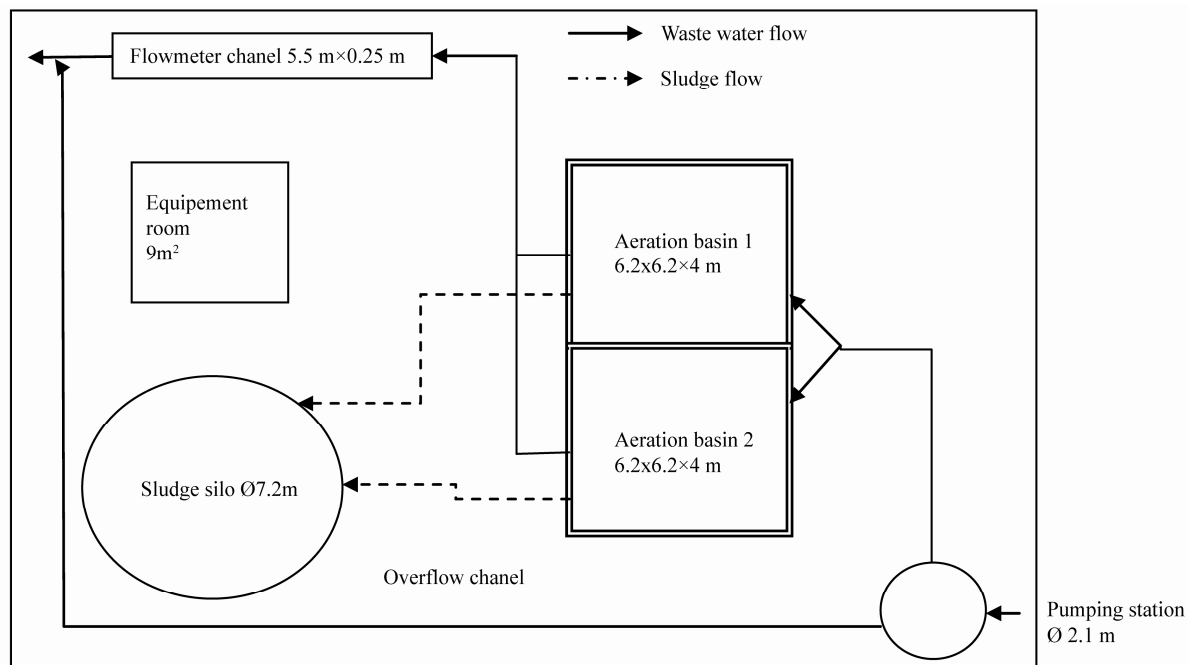 Flowmeter chanel 5.5 m×0.25 m
Waste water flow
Sludge flow
Equipement
room
9m²
Aeration basin 1
6.2x6.2×4 m
Aeration basin 2
6.2x6.2×4 m
Sludge silo Ø7.2m
Overflow chanel
Pumping station
Ø 2.1 m